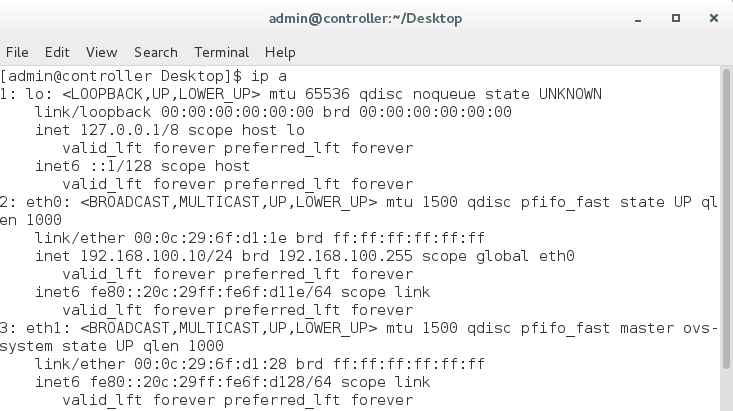 admin@controller:~/Desktop
File Edit View Search Terminal Help
[admin@controller Desktop]$ ip a
1: lo: <LOOPBACK,UP,LOWER_UP> mtu 65536 qdisc noqueue state UNKNOWN
    link/loopback 00:00:00:00:00:00 brd 00:00:00:00:00:00
    inet 127.0.0.1/8 scope host lo
       valid_lft forever preferred_lft forever
    inet6 ::1/128 scope host
       valid_lft forever preferred_lft forever
2: eth0: <BROADCAST,MULTICAST,UP,LOWER_UP> mtu 1500 qdisc pfifo_fast state UP ql
en 1000
    link/ether 00:0c:29:6f:d1:1e brd ff:ff:ff:ff:ff:ff
    inet 192.168.100.10/24 brd 192.168.100.255 scope global eth0
       valid_lft forever preferred_lft forever
    inet6 fe80::20c:29ff:fe6f:d11e/64 scope link
       valid_lft forever preferred_lft forever
3: eth1: <BROADCAST,MULTICAST,UP,LOWER_UP> mtu 1500 qdisc pfifo_fast master ovs-
system state UP qlen 1000
    link/ether 00:0c:29:6f:d1:28 brd ff:ff:ff:ff:ff:ff
    inet6 fe80::20c:29ff:fe6f:d128/64 scope link
       valid_lft forever preferred_lft forever